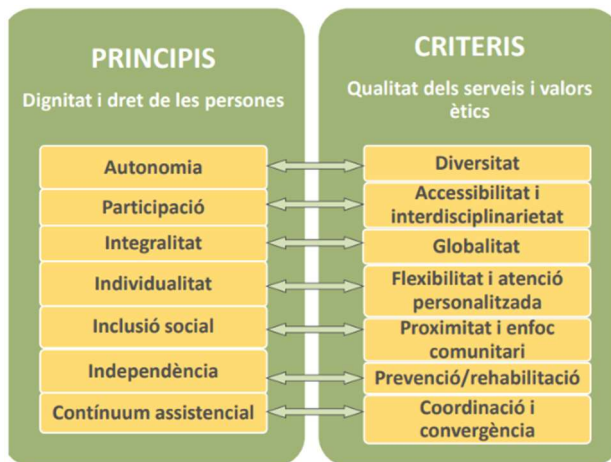 PRINCIPIS
Dignitat i dret de les persones
Autonomia
Participació
Integralitat
Individualitat
Inclusió social
Independència
Contínuum assistencial
CRITERIS
Qualitat dels serveis i valors
ètics
Diversitat
Accessibilitat i
interdisciplinarietat
Globalitat
Flexibilitat i atenció
personalitzada
Proximitat i enfoc
comunitari
Prevenció/rehabilitació
Coordinació i
convergència